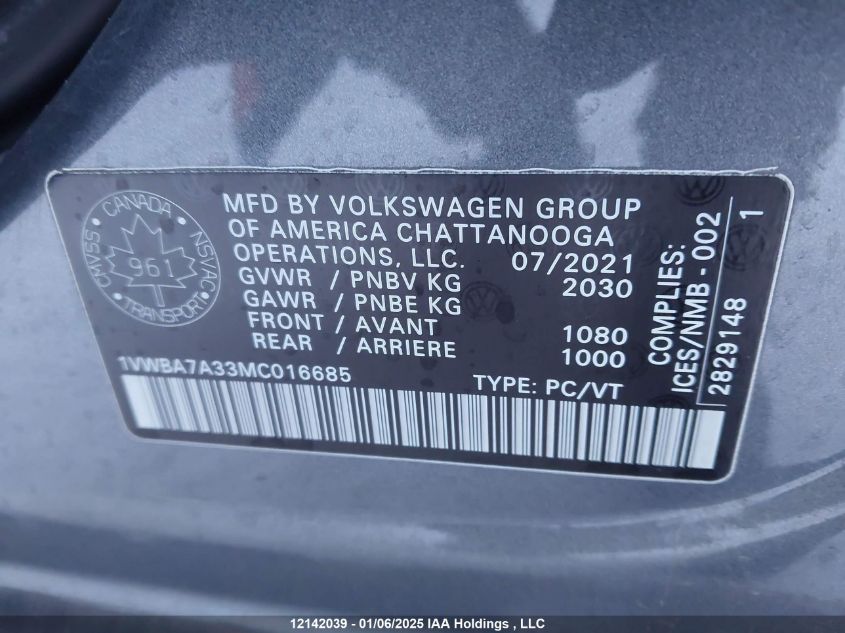 CANADA
CMVSS
NSVAC
961
TRANSPORT
MFD BY VOLKSWAGEN GROUP
OF AMERICA CHATTANOOGA
OPERATIONS, LLC. 07/2021
GVWR / PNBV KG 2030
GAWR / PNBE KG
FRONT / AVANT 1080
REAR / ARRIERE 1000
1VWBA7A33MC016685 TYPE: PC/VT
COMPLIES:
ICES/NMB-002
2829148 1
12142039 - 01/06/2025 IAA Holdings , LLC